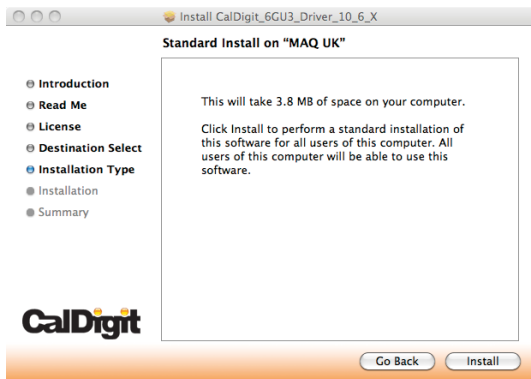 Install CalDigit_6GU3_Driver_10_6_X
Standard Install on “MAQ UK”
Introduction
Read Me
License
Destination Select
Installation Type
Installation
Summary
This will take 3.8 MB of space on your computer.
Click Install to perform a standard installation of
this software for all users of this computer. All
users of this computer will be able to use this
software.
CalDigit
Go Back
Install